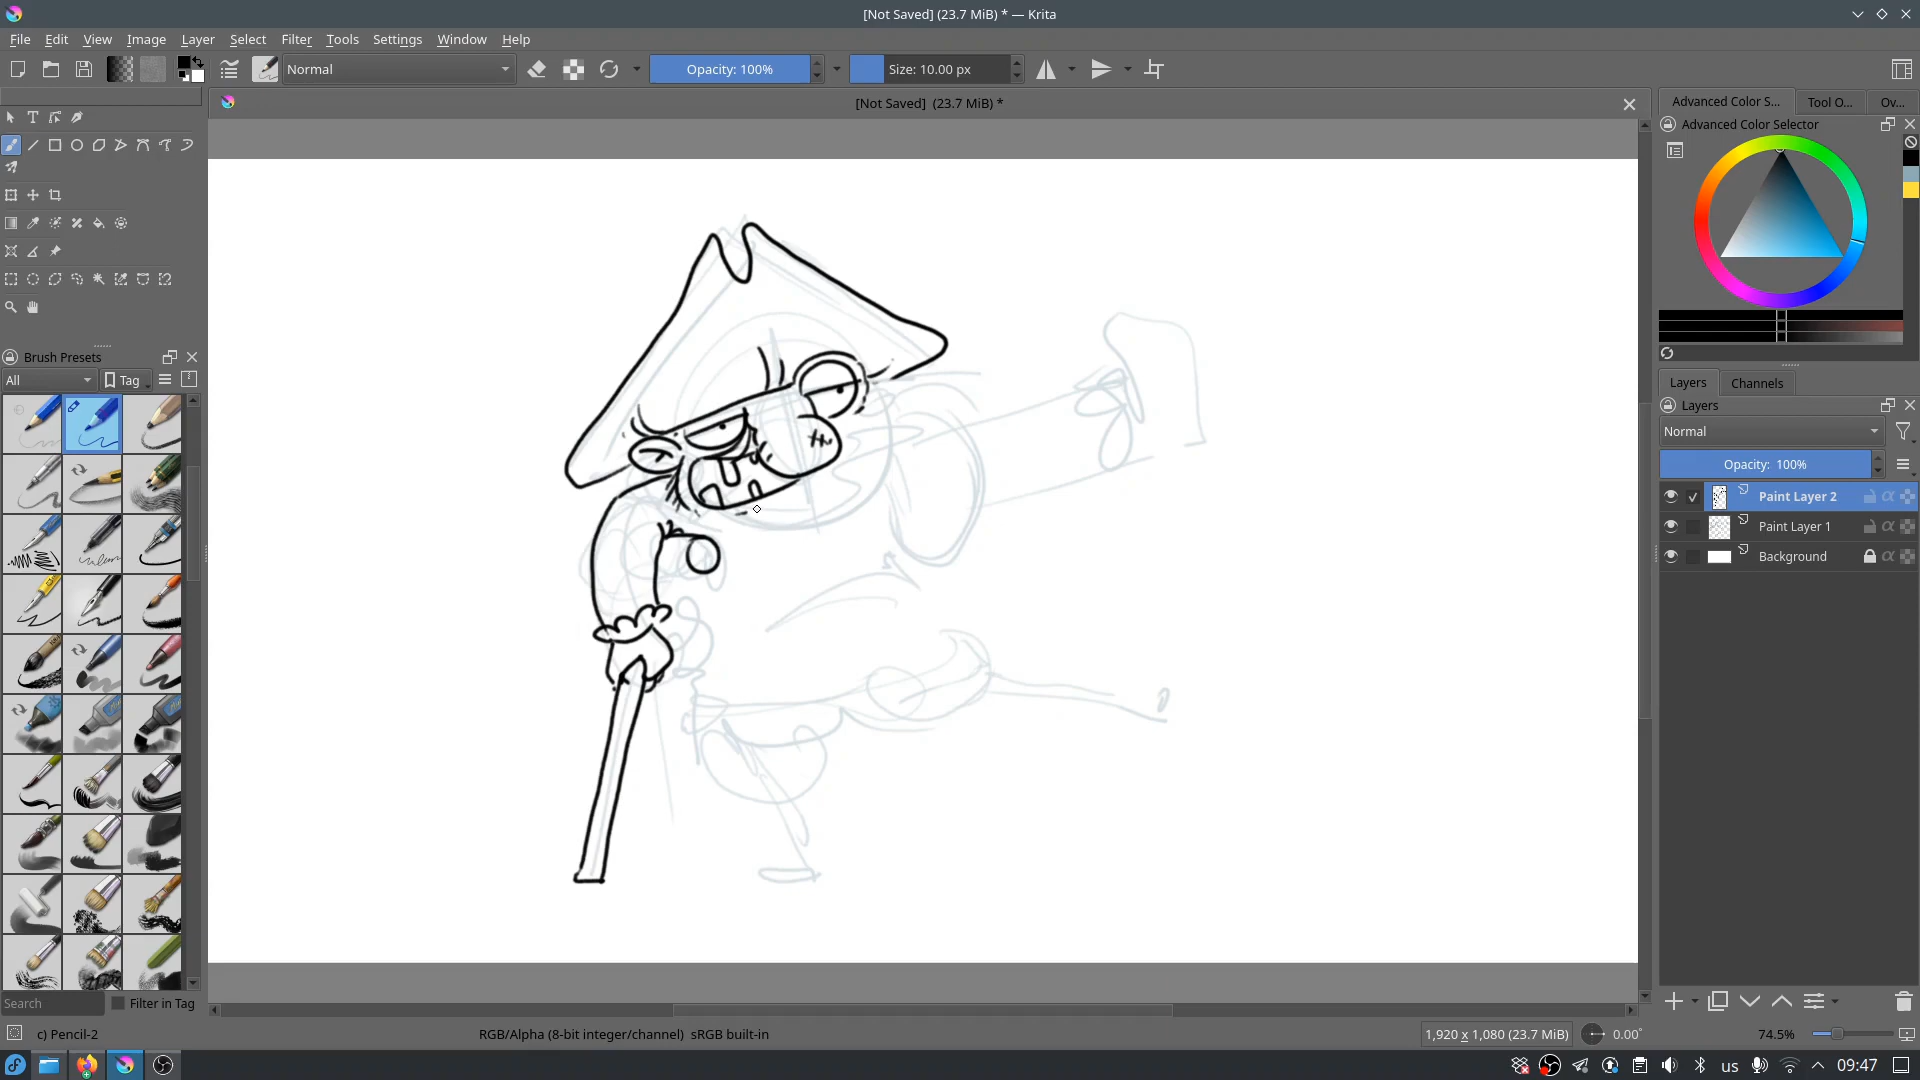 [Not Saved] (23.7 MiB) * — Krita
File Edit View Image Layer Select Filter Tools Settings Window Help
Normal
Opacity: 100%
Size: 10.00 px
[Not Saved] (23.7 MiB) *
Advanced Color S...
Tool O...
Ov...
Advanced Color Selector
Brush Presets
All
Tag
Layers
Channels
Layers
Normal
Opacity: 100%
Paint Layer 2
Paint Layer 1
Background
Search
Filter in Tag
c) Pencil-2
RGB/Alpha (8-bit integer/channel) sRGB built-in
1,920 x 1,080 (23.7 MiB)
0.00°
74.5%
us
09:47